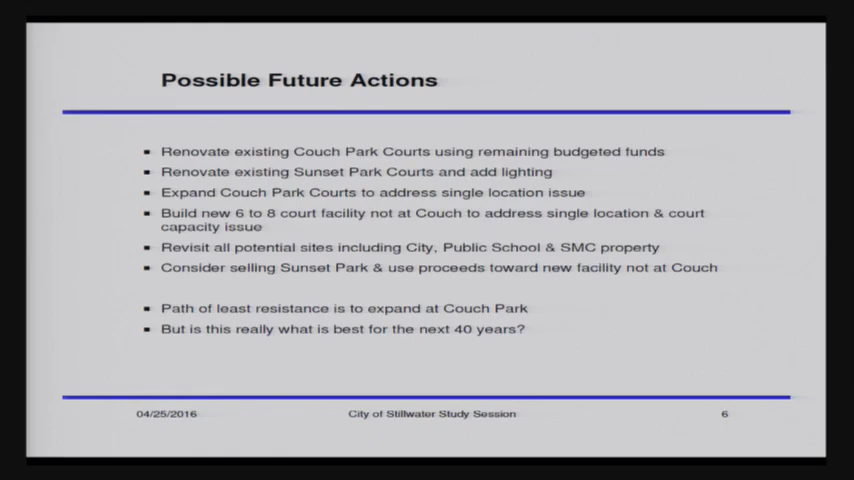 Possible Future Actions
▪ Renovate existing Couch Park Courts using remaining budgeted funds
▪ Renovate existing Sunset Park Courts and add lighting
▪ Expand Couch Park Courts to address single location issue
▪ Build new 6 to 8 court facility not at Couch to address single location & court
capacity issue
▪ Revisit all potential sites including City, Public School & SMC property
▪ Consider selling Sunset Park & use proceeds toward new facility not at Couch
▪ Path of least resistance is to expand at Couch Park
▪ But is this really what is best for the next 40 years?
04/25/2016 City of Stillwater Study Session 6